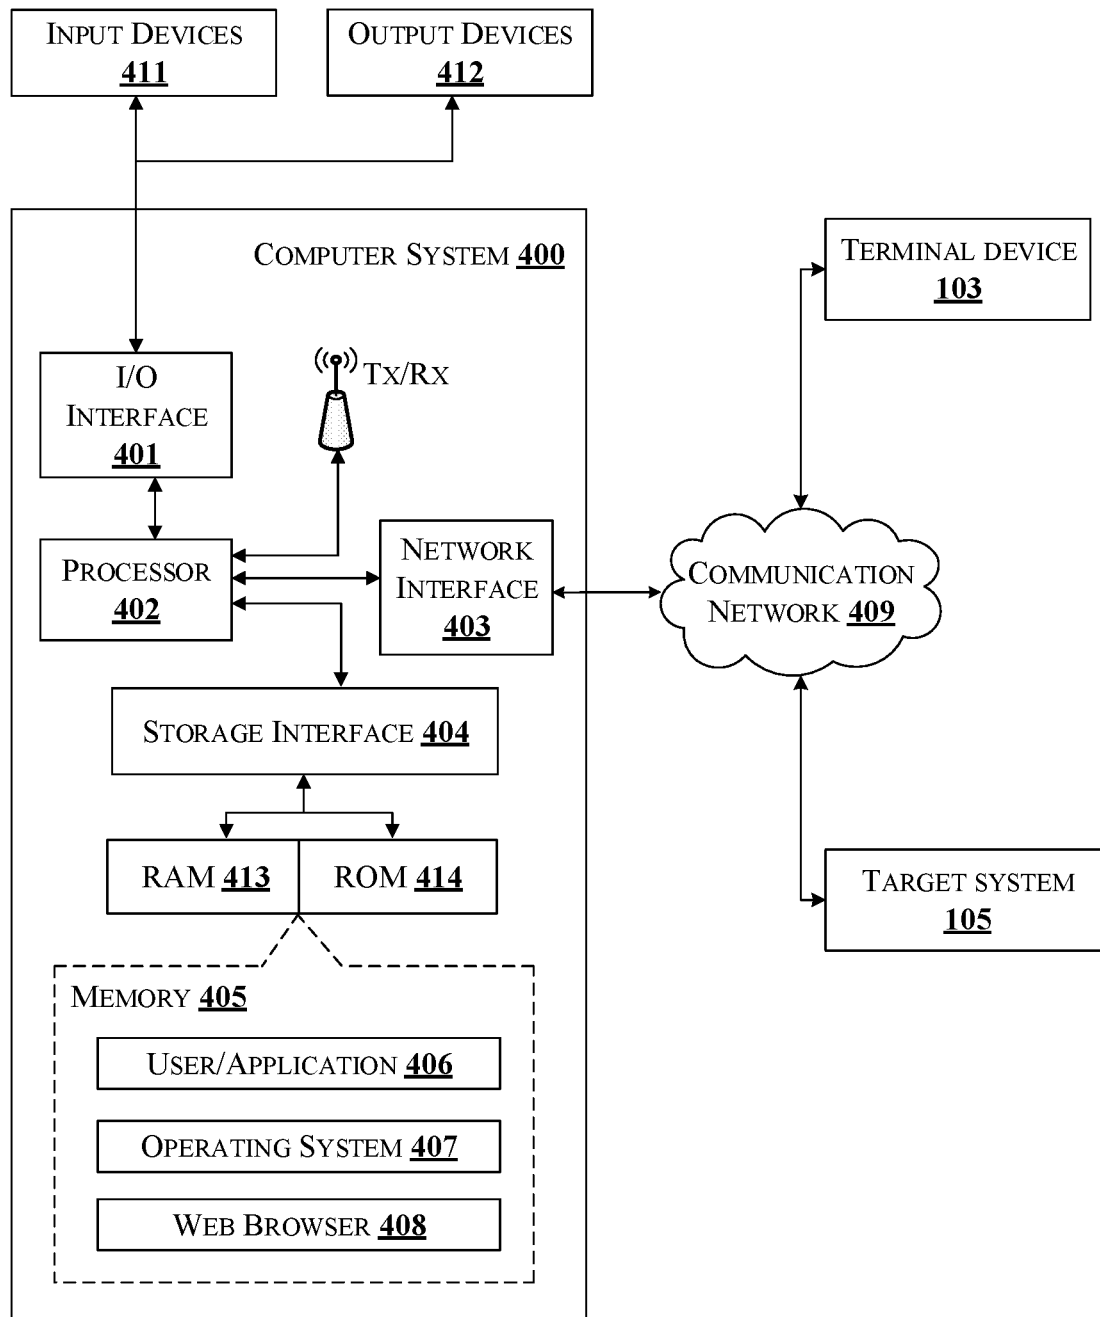 INPUT DEVICES
411
OUTPUT DEVICES
412
COMPUTER SYSTEM 400
TERMINAL DEVICE
103
I/O
INTERFACE
401
TX/RX
PROCESSOR
402
NETWORK
INTERFACE
403
COMMUNICATION
NETWORK 409
STORAGE INTERFACE 404
RAM 413
ROM 414
TARGET SYSTEM
105
MEMORY 405
USER/APPLICATION 406
OPERATING SYSTEM 407
WEB BROWSER 408